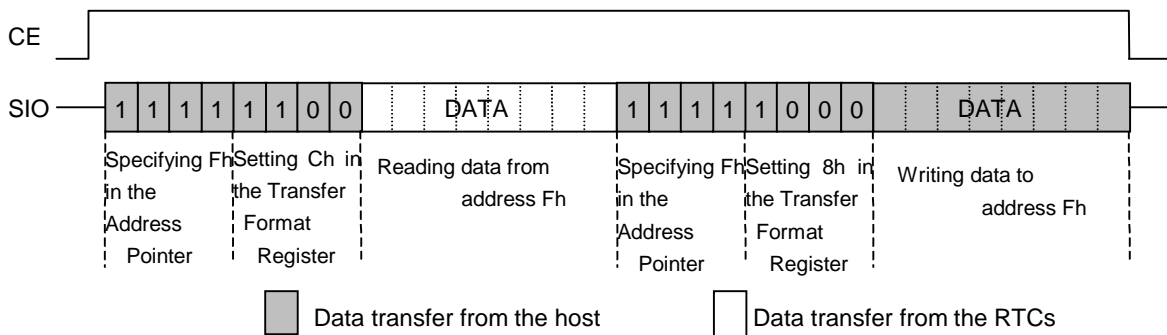 CE
SIO
1 1 1 1 1 1 0 0 DATA 1 1 1 1 1 0 0 0 DATA
Specifying Fh
in the
Address
Pointer
Setting Ch in
the Transfer
Format
Register
Reading data from
address Fh
Specifying Fh
in the
Address
Pointer
Setting 8h in
the Transfer
Format
Register
Writing data to
address Fh
Data transfer from the host
Data transfer from the RTCs